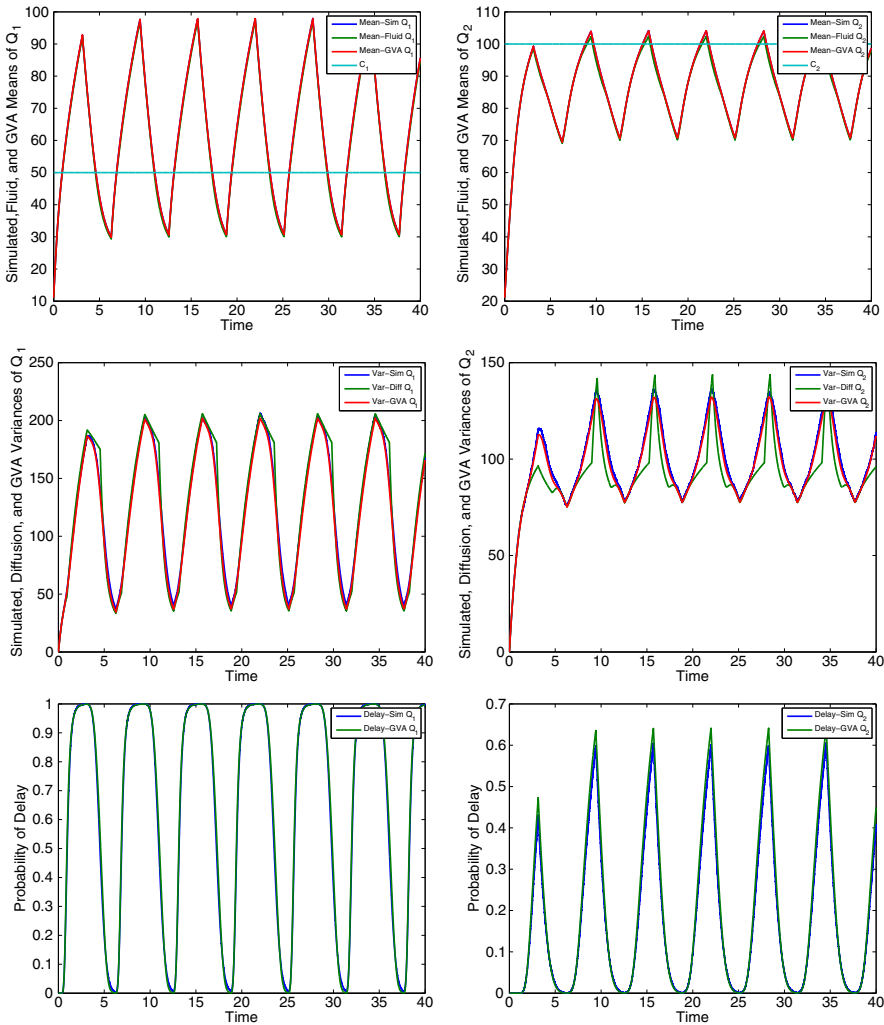 Simulated,Fluid, and GVA Means of Q1
100
90
80
70
60
50
40
30
20
10
0 5 10 15 20 25 30 35 40
Time
Mean−Sim Q1
Mean−Fluid Q1
Mean−GVA Q1
C1
Simulated,Fluid, and GVA Means of Q2
110
100
90
80
70
60
50
40
30
20
0 5 10 15 20 25 30 35 40
Time
Mean−Sim Q2
Mean−Fluid Q2
Mean−GVA Q2
C2
Simulated, Diffusion, and GVA Variances of Q1
250
200
150
100
50
0
0 5 10 15 20 25 30 35 40
Time
Var−Sim Q1
Var−Diff Q1
Var−GVA Q1
Simulated, Diffusion, and GVA Variances of Q2
150
100
50
0
0 5 10 15 20 25 30 35 40
Time
Var−Sim Q2
Var−Diff Q2
Var−GVA Q2
Probability of Delay
1
0.9
0.8
0.7
0.6
0.5
0.4
0.3
0.2
0.1
0
0 5 10 15 20 25 30 35 40
Time
Delay−Sim Q1
Delay−GVA Q1
Probability of Delay
0.7
0.6
0.5
0.4
0.3
0.2
0.1
0
0 5 10 15 20 25 30 35 40
Time
Delay−Sim Q2
Delay−GVA Q2